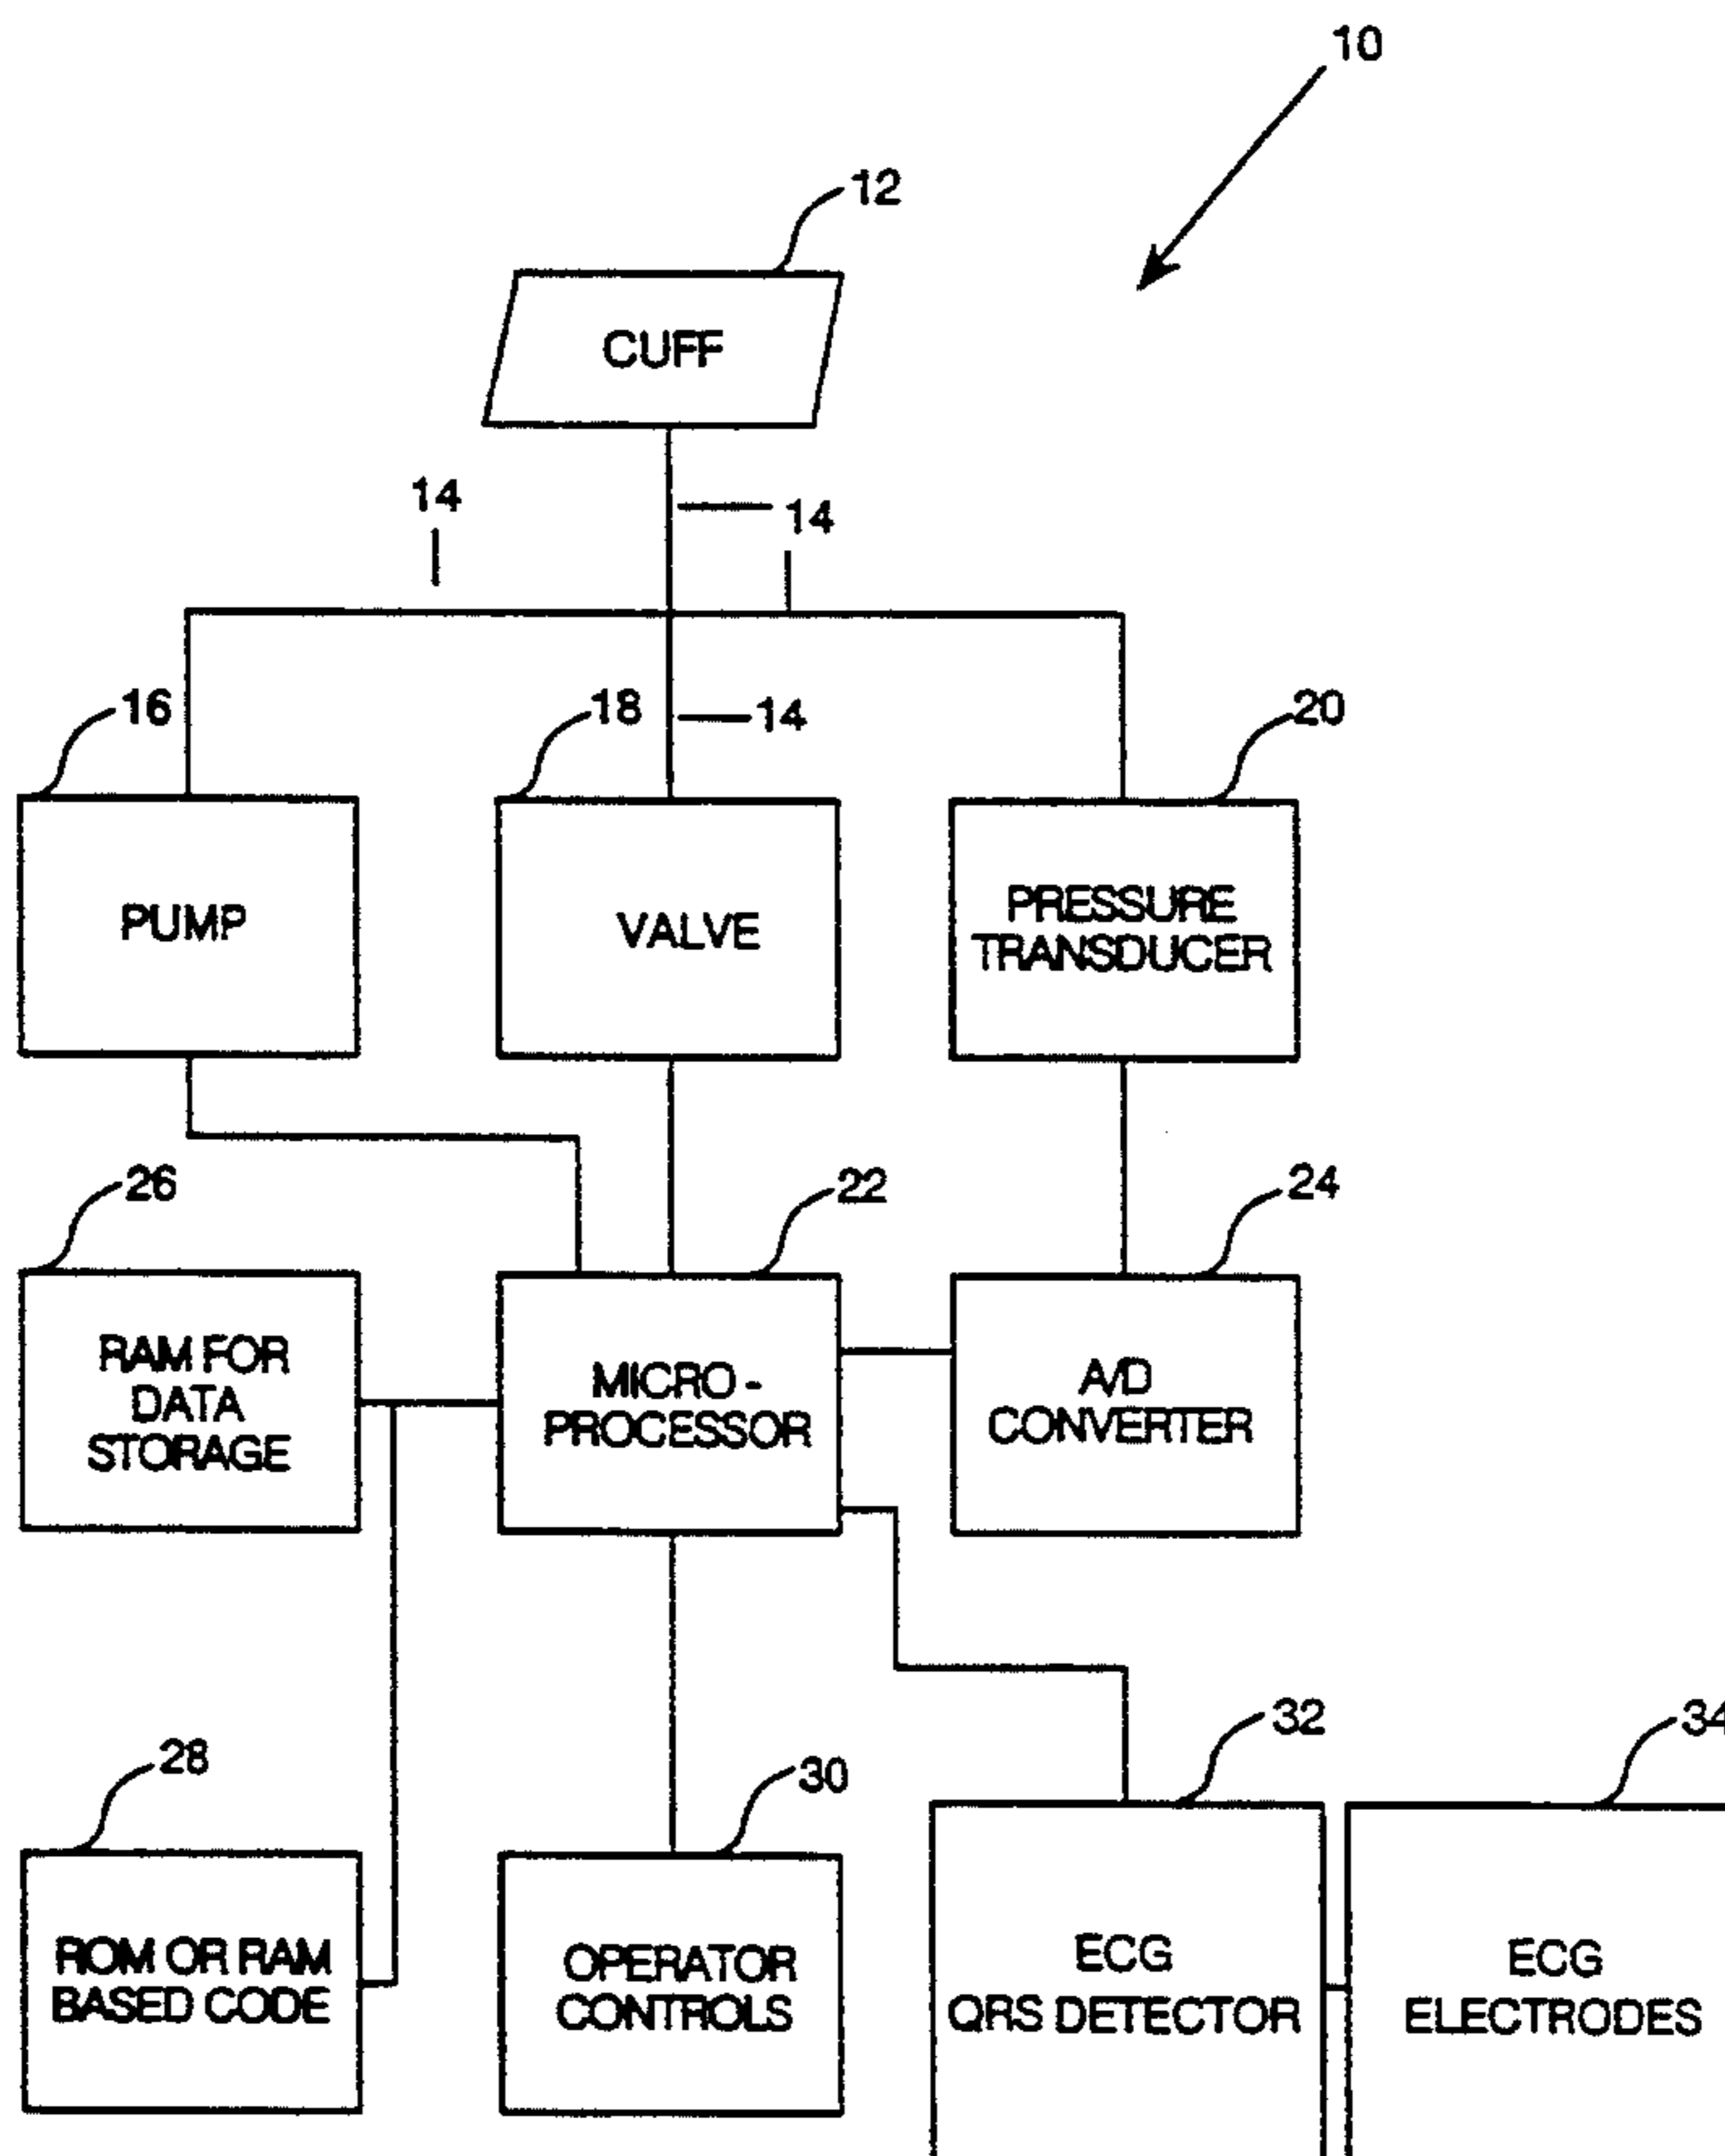 10
12
CUFF
14
14
14
16
18
20
PUMP
VALVE
PRESSURE
TRANSDUCER
26
22
24
RAM FOR
DATA
STORAGE
MICRO -
PROCESSOR
A/D
CONVERTER
28
30
32
34
ROM OR RAM
BASED CODE
OPERATOR
CONTROLS
ECG
QRS DETECTOR
ECG
ELECTRODES